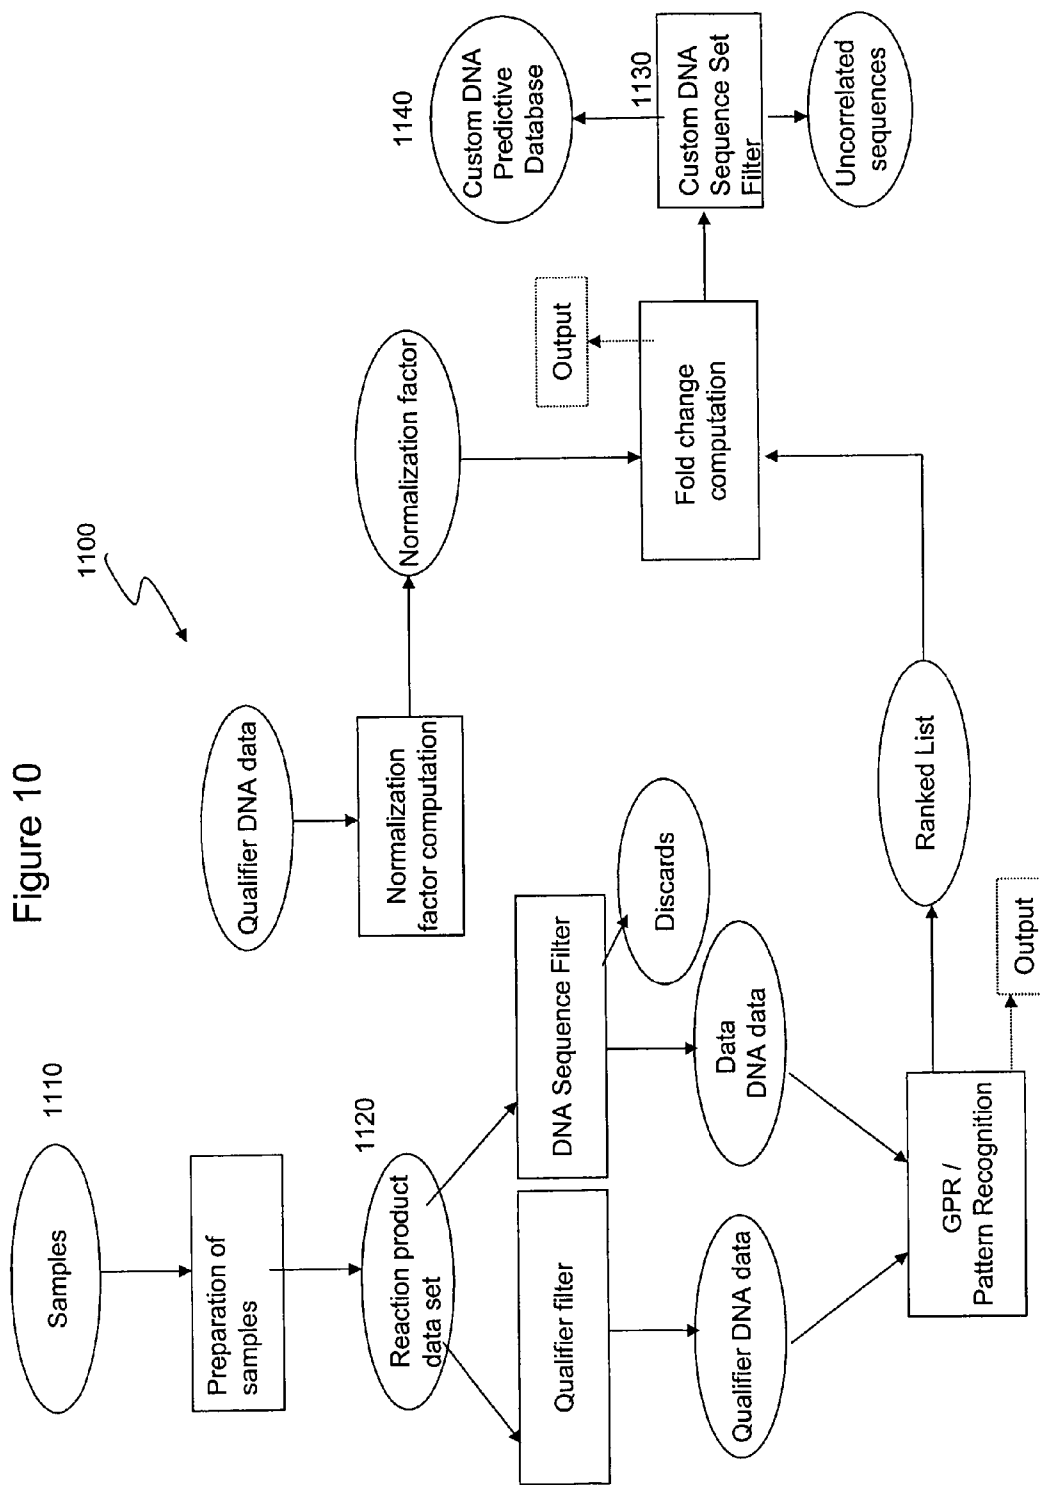 Figure 10
1100
Samples
1110
Preparation of
samples
Reaction product
data set
1120
Qualifier filter
DNA Sequence Filter
Discards
Qualifier DNA data
Data
DNA data
GPR /
Pattern Recognition
Output
Ranked List
Qualifier DNA data
Normalization
factor computation
Normalization factor
Fold change
computation
Output
Custom DNA
Sequence Set
Filter
1130
Custom DNA
Predictive
Database
1140
Uncorrelated
sequences